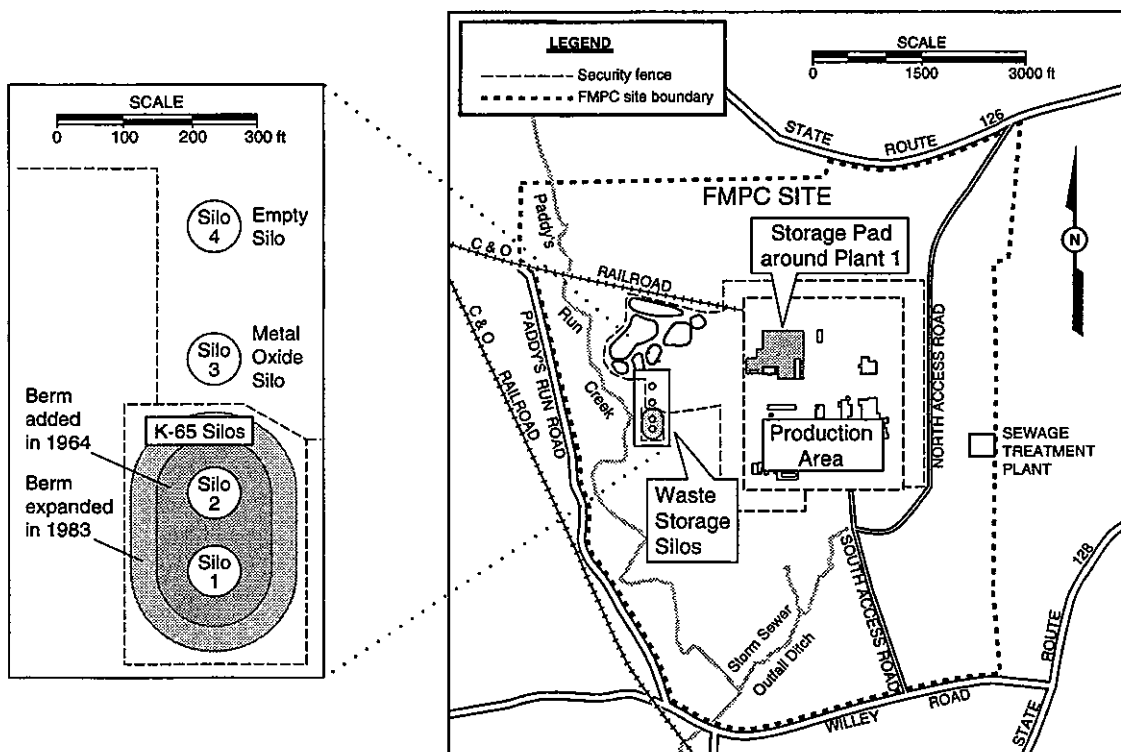 SCALE
0 100 200 300 ft
Silo
4
Empty
Silo
Silo
3
Metal
Oxide
Silo
Berm
added
in 1964
K-65 Silos
Berm
expanded
in 1983
Silo
2
Silo
1
LEGEND
Security fence
FMPC site boundary
SCALE
0 1500 3000 ft
STATE ROUTE 126
FMPC SITE
Storage Pad
around Plant 1
N
Paddy's Run Creek
C & O RAILROAD
C & O RAILROAD
PADDY'S RUN ROAD
NORTH ACCESS ROAD
Production
Area
SEWAGE
TREATMENT
PLANT
Waste
Storage
Silos
SOUTH ACCESS ROAD
Storm Sewer
Outfall Ditch
WILLEY ROAD
STATE ROUTE 128